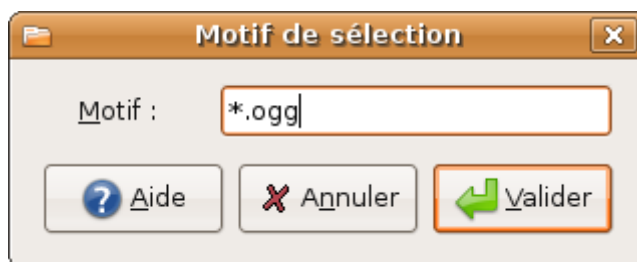 Motif de sélection
Motif : *.ogg
Aide Annuler Valider